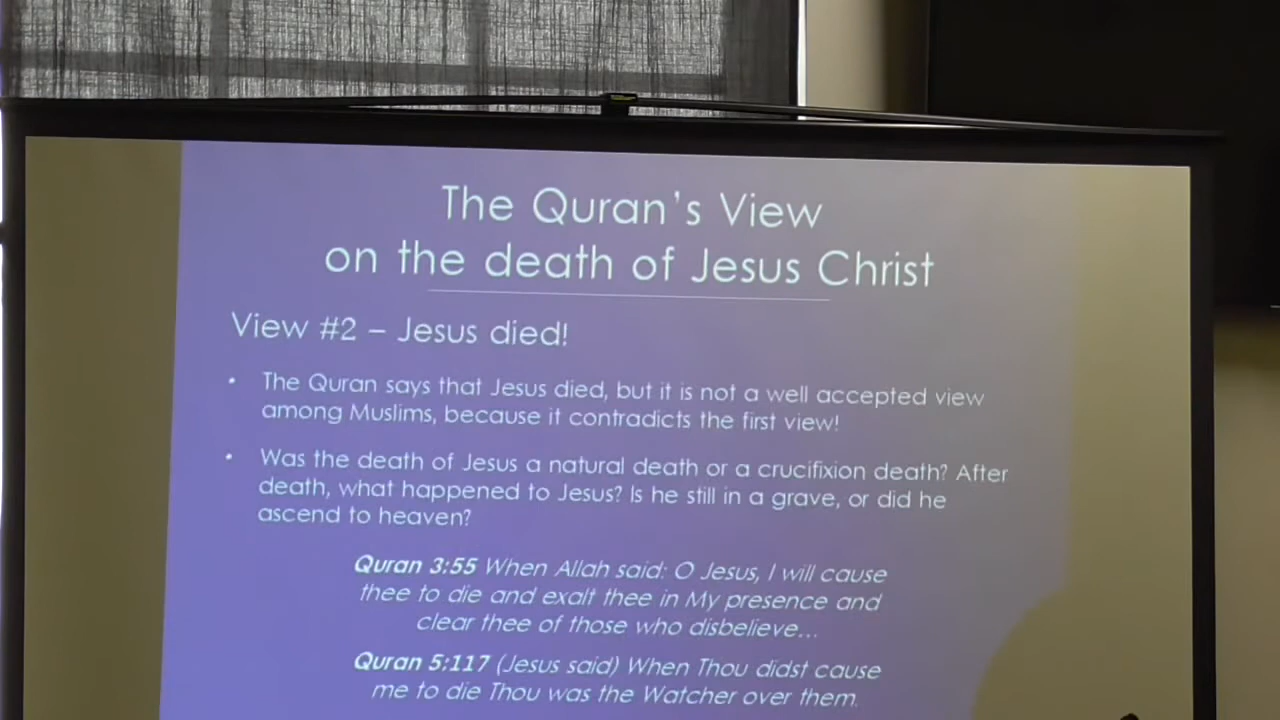 The Quran's View
on the death of Jesus Christ
View #2 – Jesus died!
• The Quran says that Jesus died, but it is not a well accepted view
among Muslims, because it contradicts the first view!
• Was the death of Jesus a natural death or a crucifixion death? After
death, what happened to Jesus? Is he still in a grave, or did he
ascend to heaven?
Quran 3:55 When Allah said: O Jesus, I will cause
thee to die and exalt thee in My presence and
clear thee of those who disbelieve...
Quran 5:117 (Jesus said) When Thou didst cause
me to die Thou was the Watcher over them.